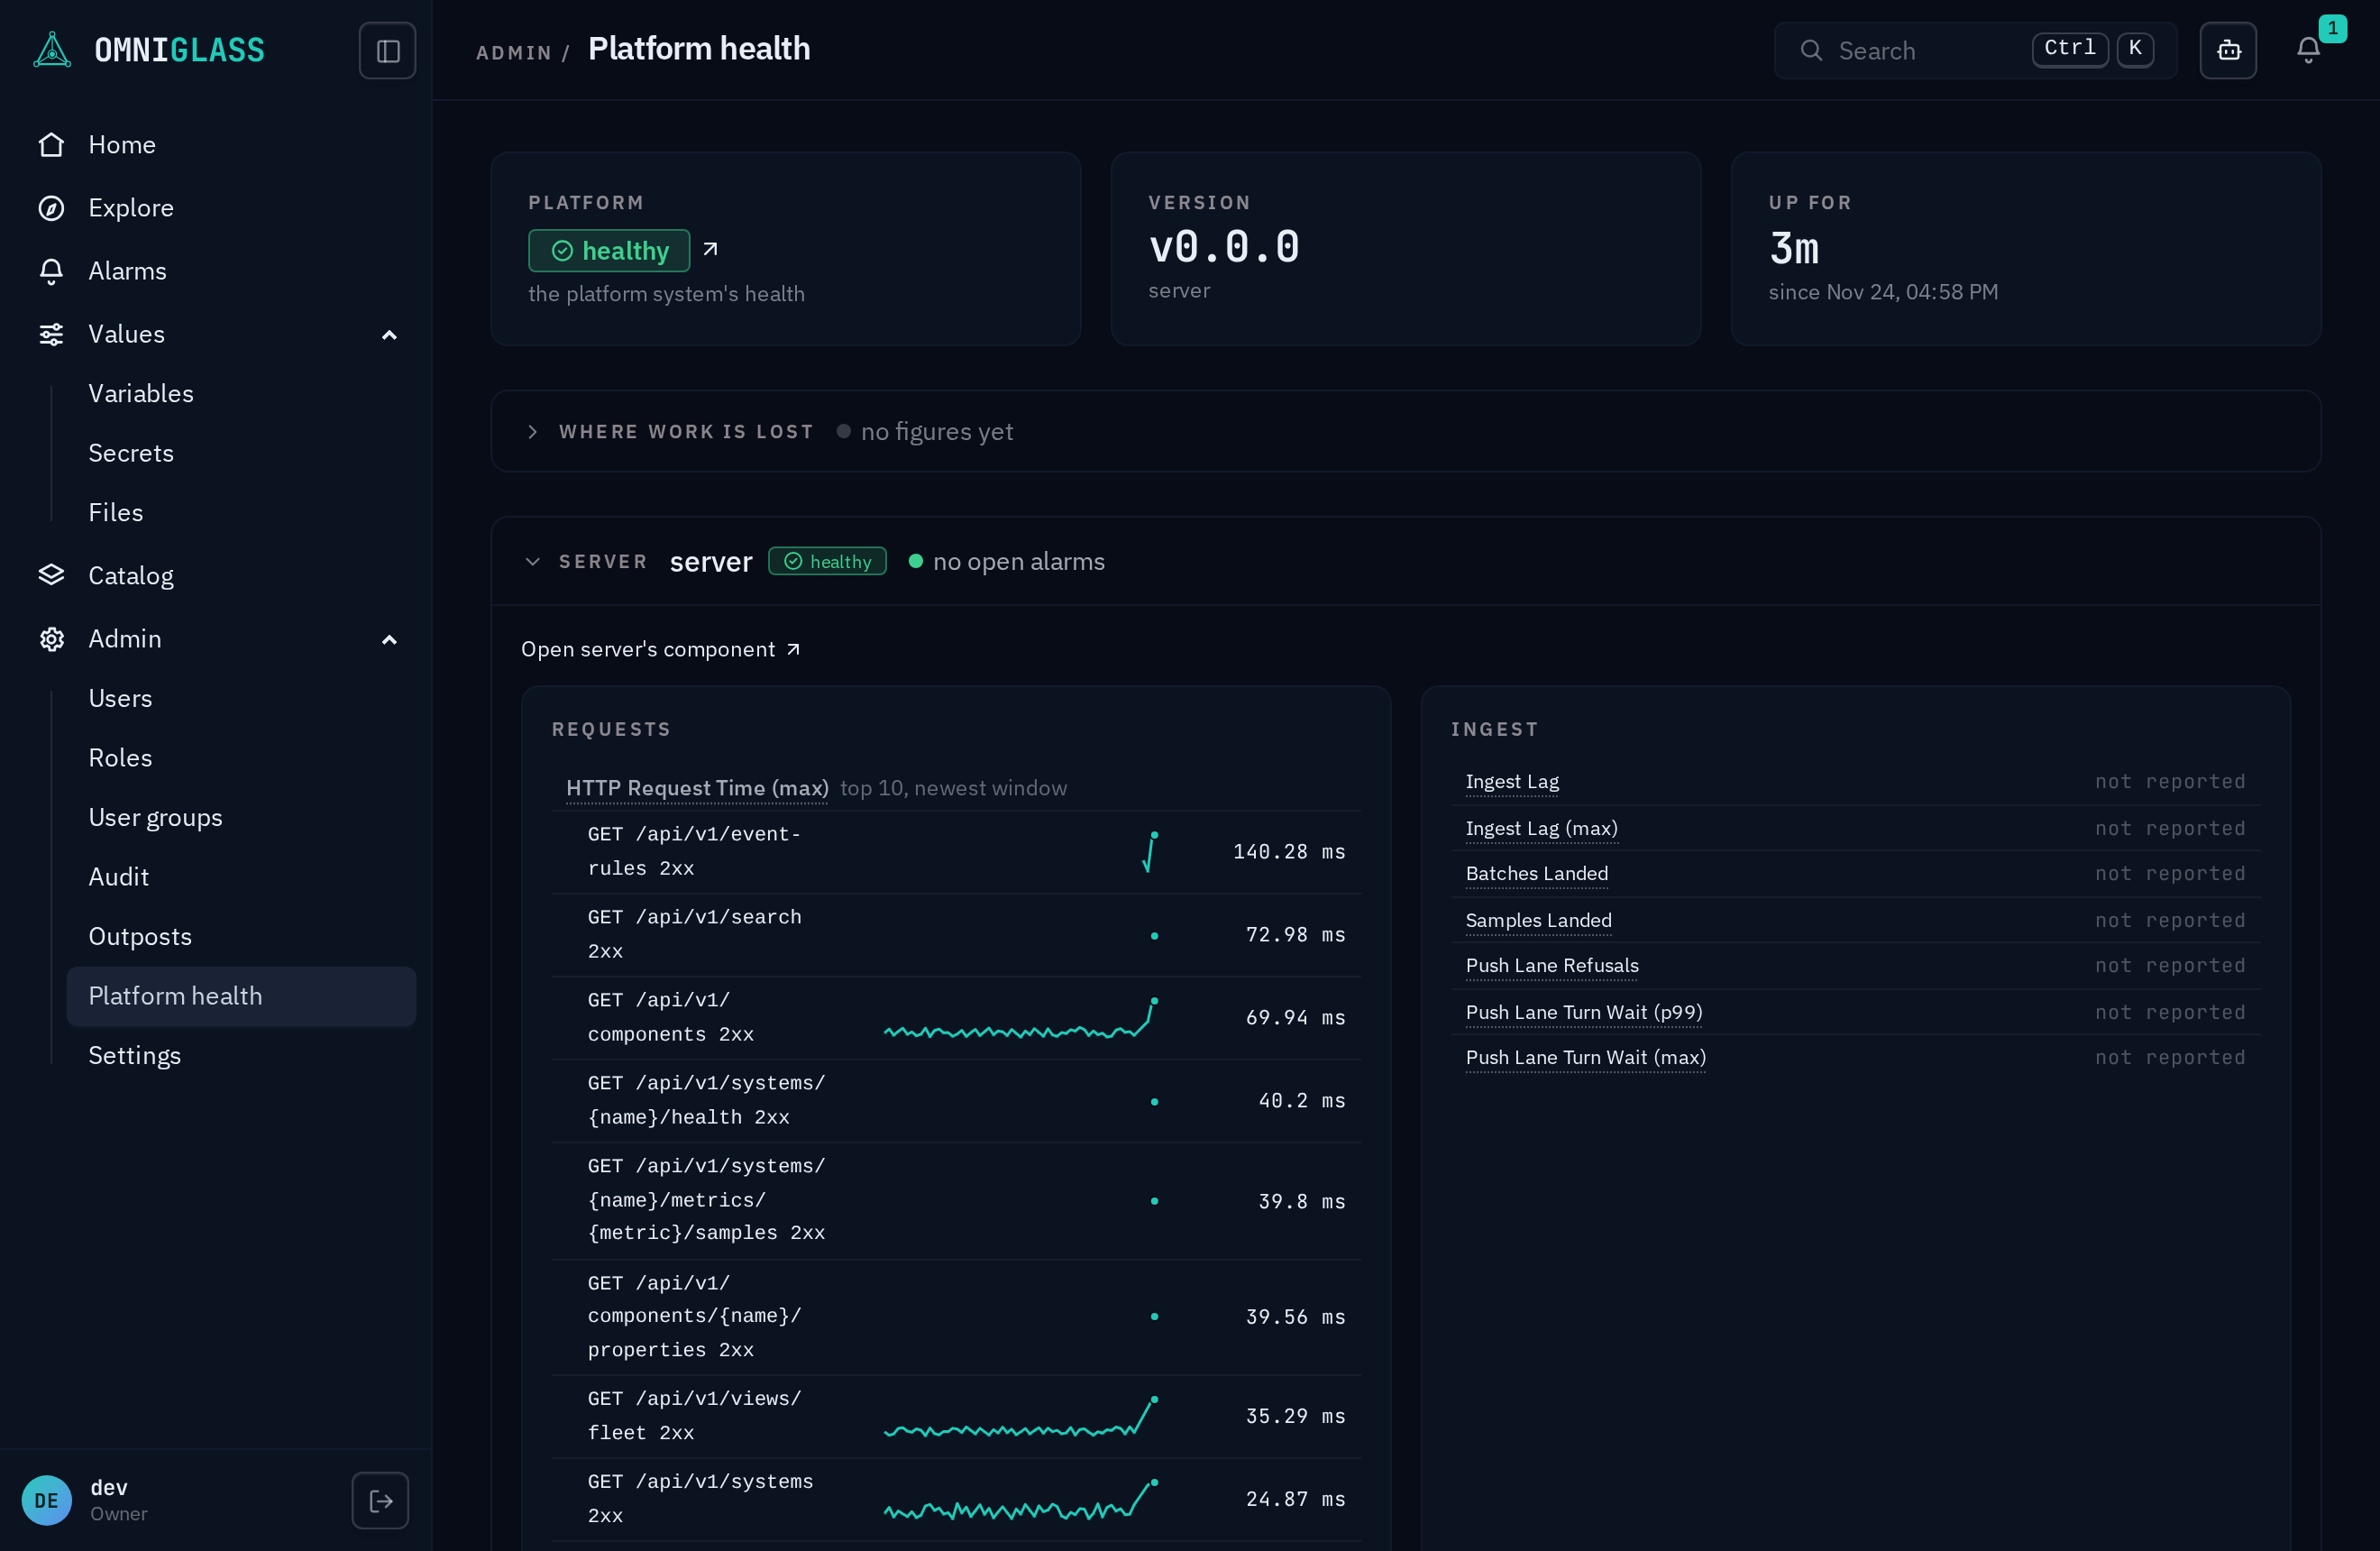 OMNIGLASS
Home
Explore
Alarms
Values
Variables
Secrets
Files
Catalog
Admin
Users
Roles
User groups
Audit
Outposts
Platform health
Settings
DE
dev
Owner
ADMIN / Platform health
Search Ctrl K
1
PLATFORM
healthy
the platform system's health
VERSION
v0.0.0
server
UP FOR
3m
since Nov 24, 04:58 PM
WHERE WORK IS LOST no figures yet
SERVER server healthy no open alarms
Open server's component
REQUESTS
HTTP Request Time (max) top 10, newest window
GET /api/v1/event-
rules 2xx
140.28 ms
GET /api/v1/search
2xx
72.98 ms
GET /api/v1/
components 2xx
69.94 ms
GET /api/v1/systems/
{name}/health 2xx
40.2 ms
GET /api/v1/systems/
{name}/metrics/
{metric}/samples 2xx
39.8 ms
GET /api/v1/
components/{name}/
properties 2xx
39.56 ms
GET /api/v1/views/
fleet 2xx
35.29 ms
GET /api/v1/systems
2xx
24.87 ms
INGEST
Ingest Lag not reported
Ingest Lag (max) not reported
Batches Landed not reported
Samples Landed not reported
Push Lane Refusals not reported
Push Lane Turn Wait (p99) not reported
Push Lane Turn Wait (max) not reported